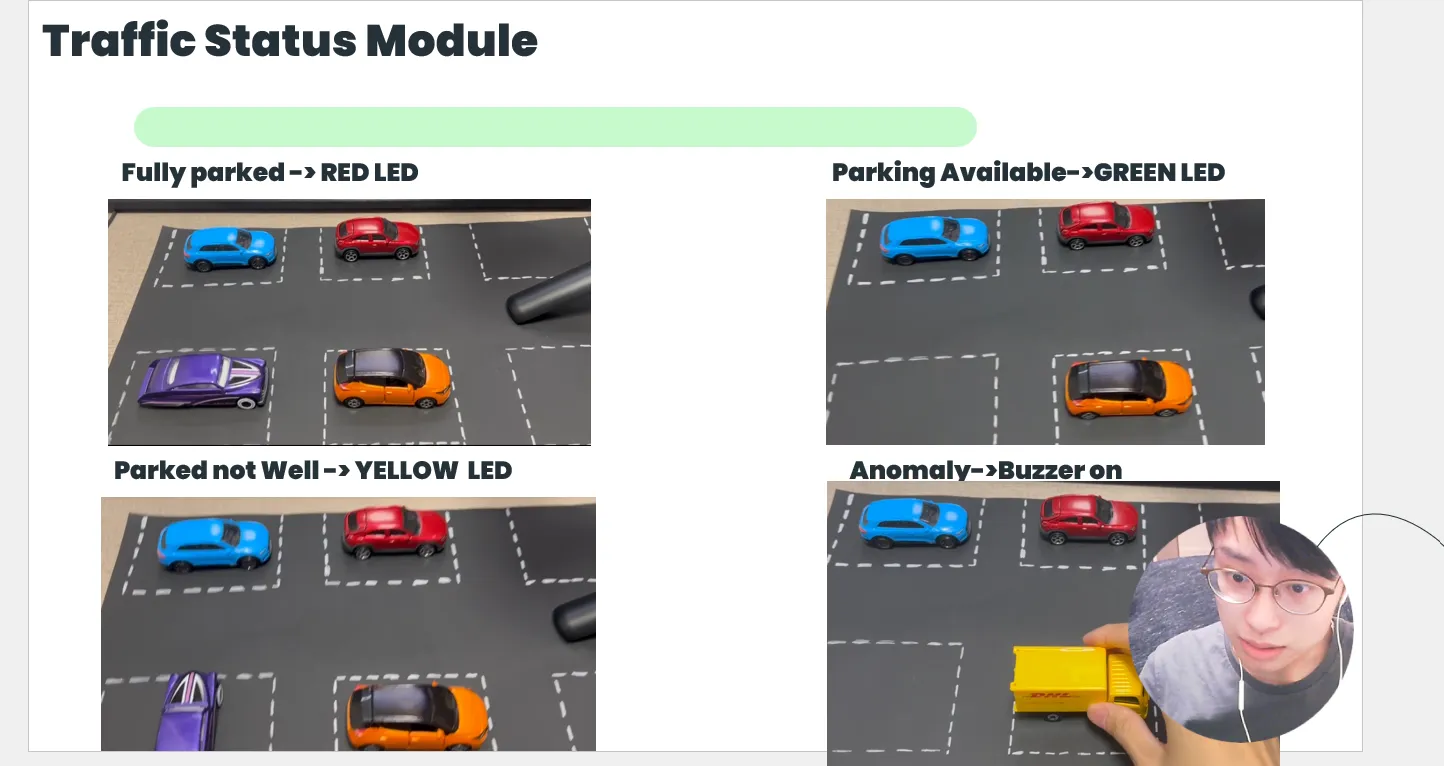 Traffic Status Module
Fully parked -> RED LED
Parking Available->GREEN LED
Parked not Well -> YELLOW LED
Anomaly->Buzzer on
DHL